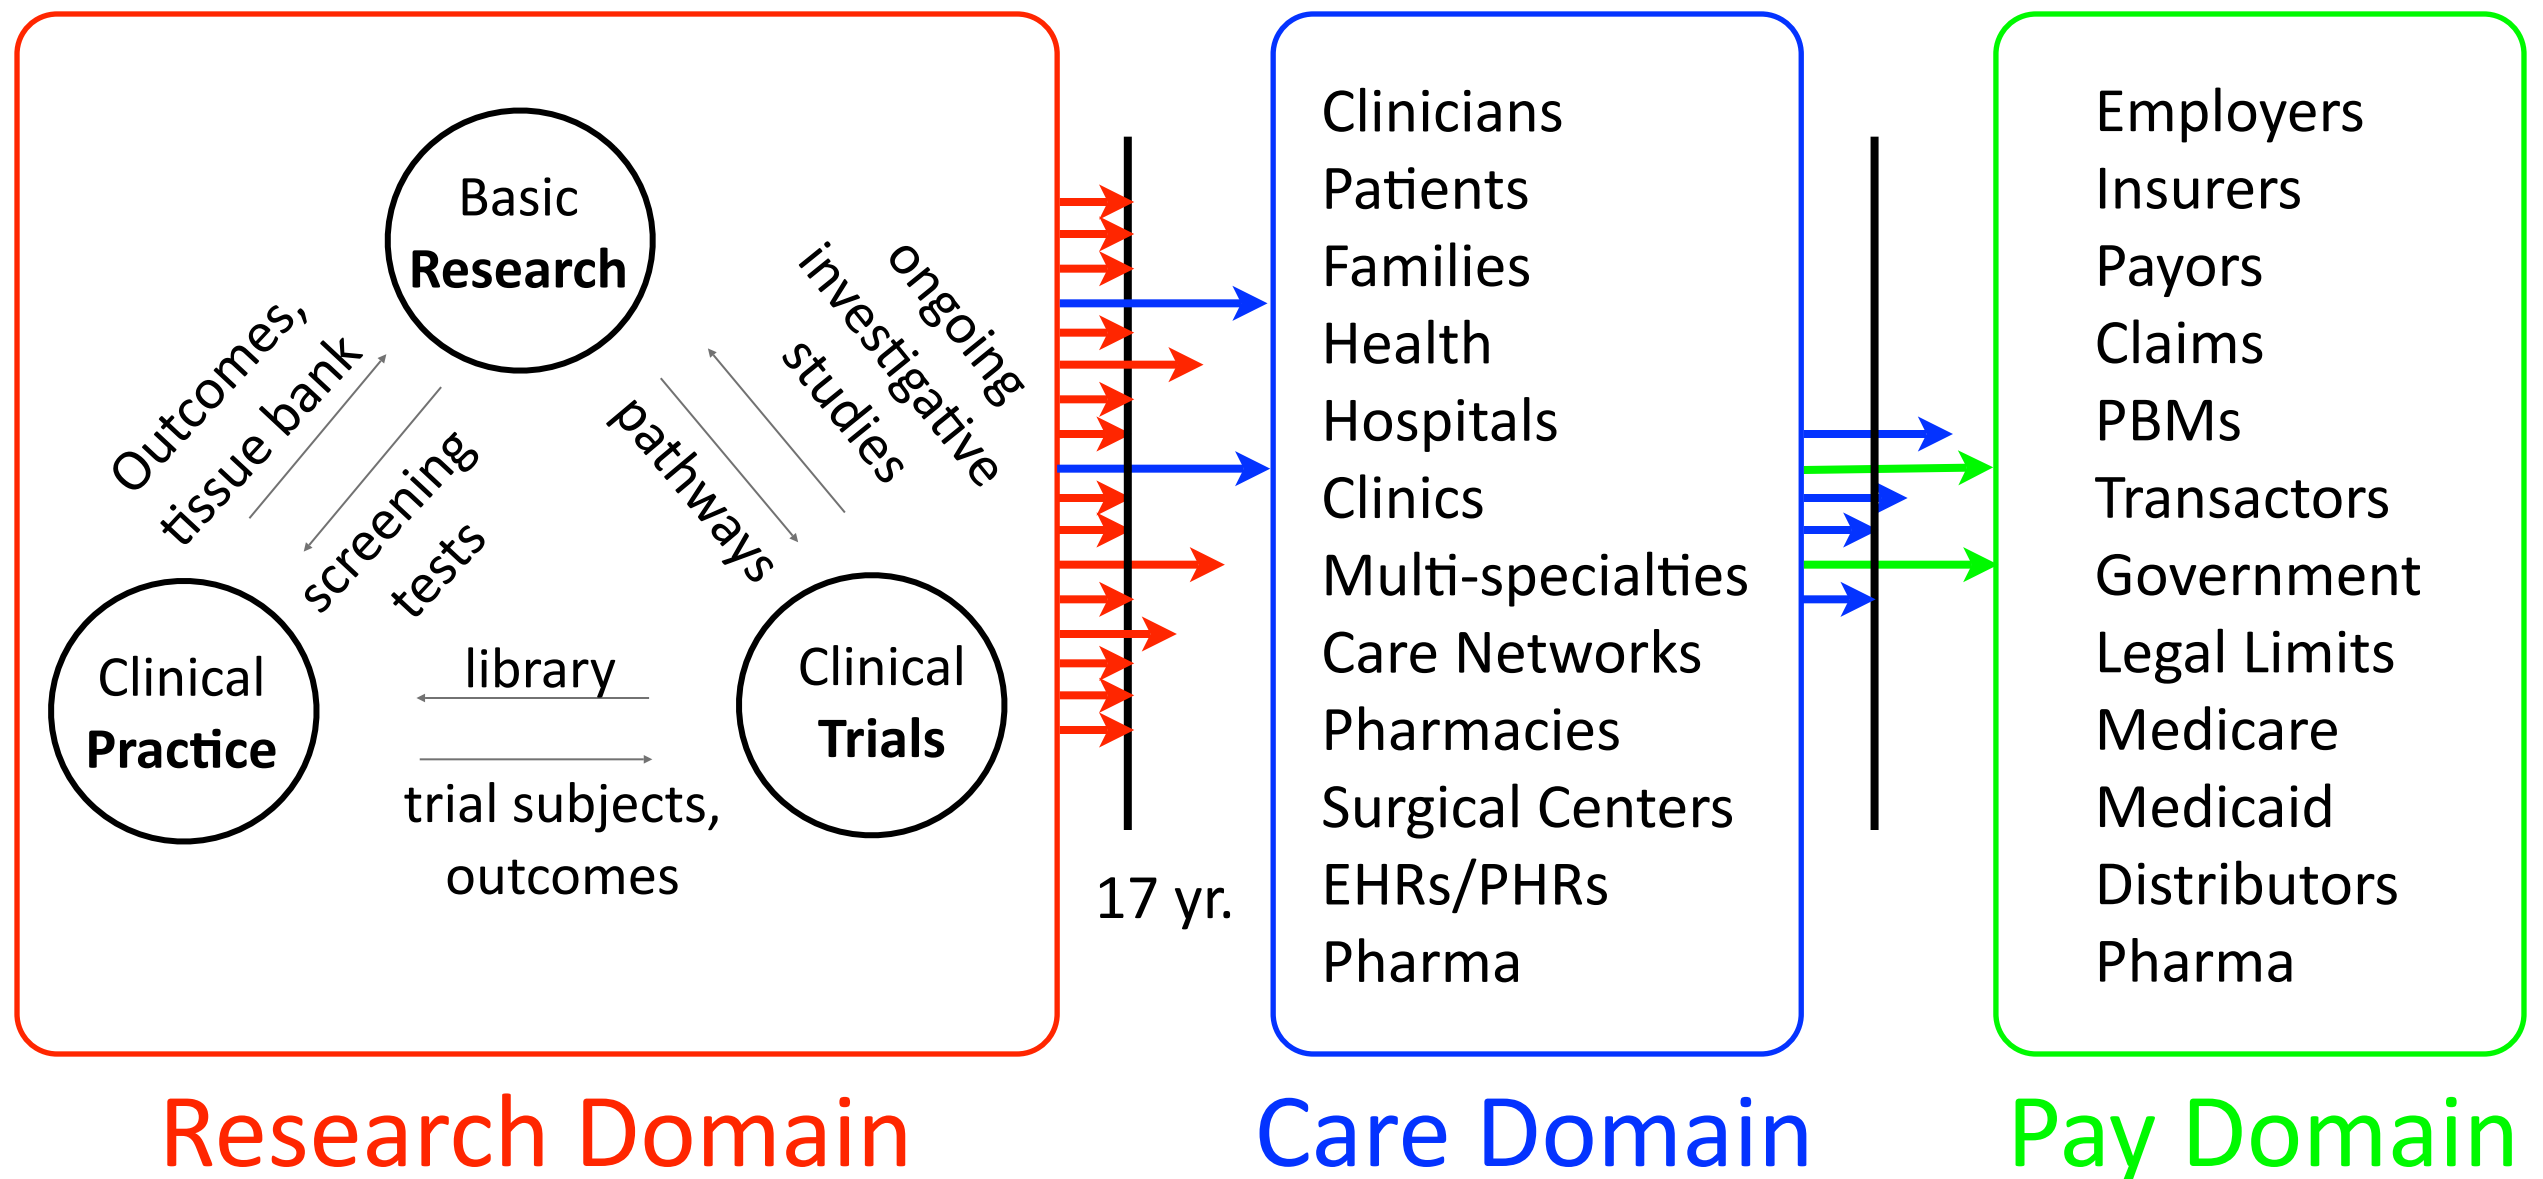 Basic
Research
Outcomes,
tissue bank
screening
tests
pathways
ongoing
investigative
studies
Clinical
Practice
library
trial subjects,
outcomes
Clinical
Trials
Research Domain
17 yr.
Clinicians
Patients
Families
Health
Hospitals
Clinics
Multi-specialties
Care Networks
Pharmacies
Surgical Centers
EHRs/PHRs
Pharma
Care Domain
Employers
Insurers
Payors
Claims
PBMs
Transactors
Government
Legal Limits
Medicare
Medicaid
Distributors
Pharma
Pay Domain